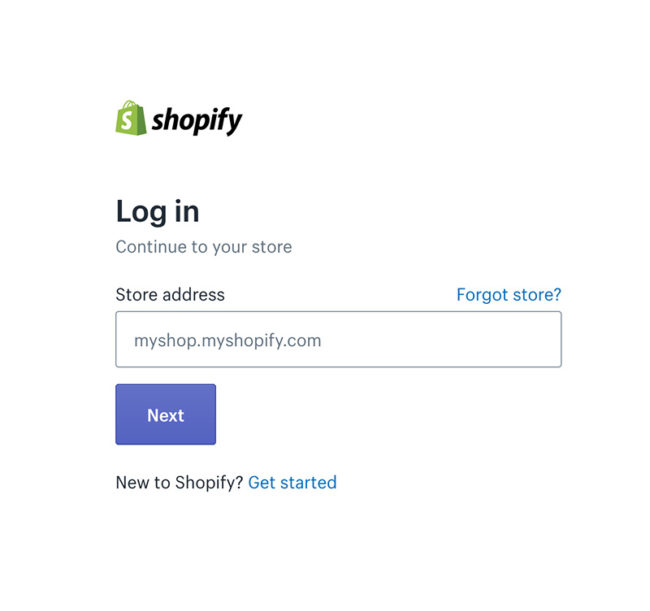 shopify
Log in
Continue to your store
Store address Forgot store?
myshop.myshopify.com
Next
New to Shopify? Get started